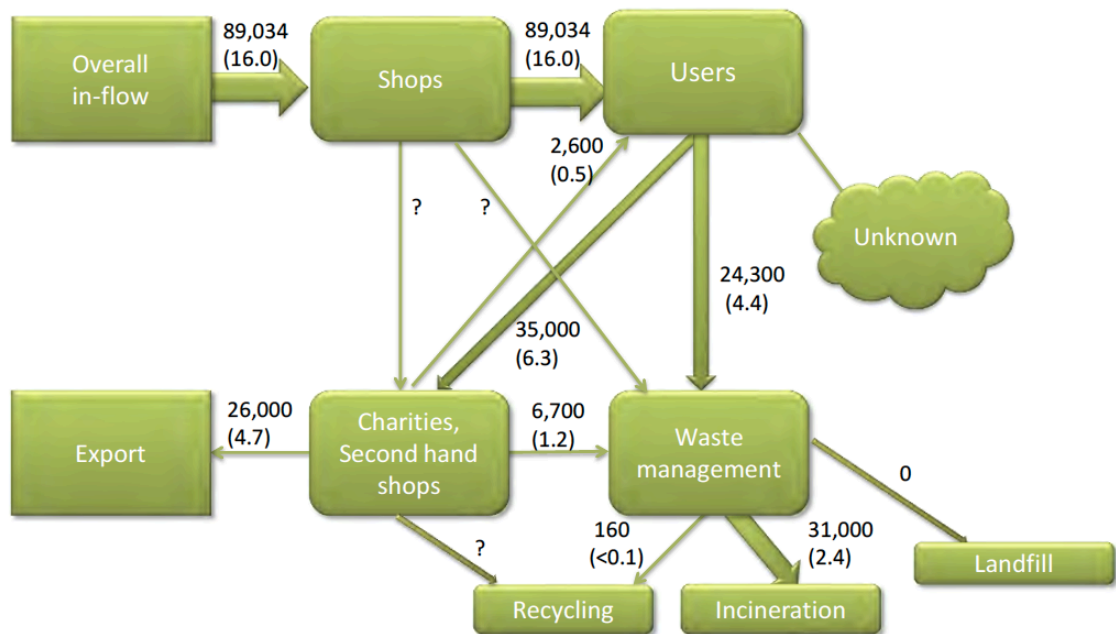 89,034
(16.0)
89,034
(16.0)
Overall
in-flow
Shops
Users
2,600
(0.5)
?
?
Unknown
24,300
(4.4)
35,000
(6.3)
26,000
(4.7)
6,700
(1.2)
Export
Charities,
Second hand
shops
Waste
management
0
?
160
(<0.1)
31,000
(2.4)
Landfill
Recycling
Incineration